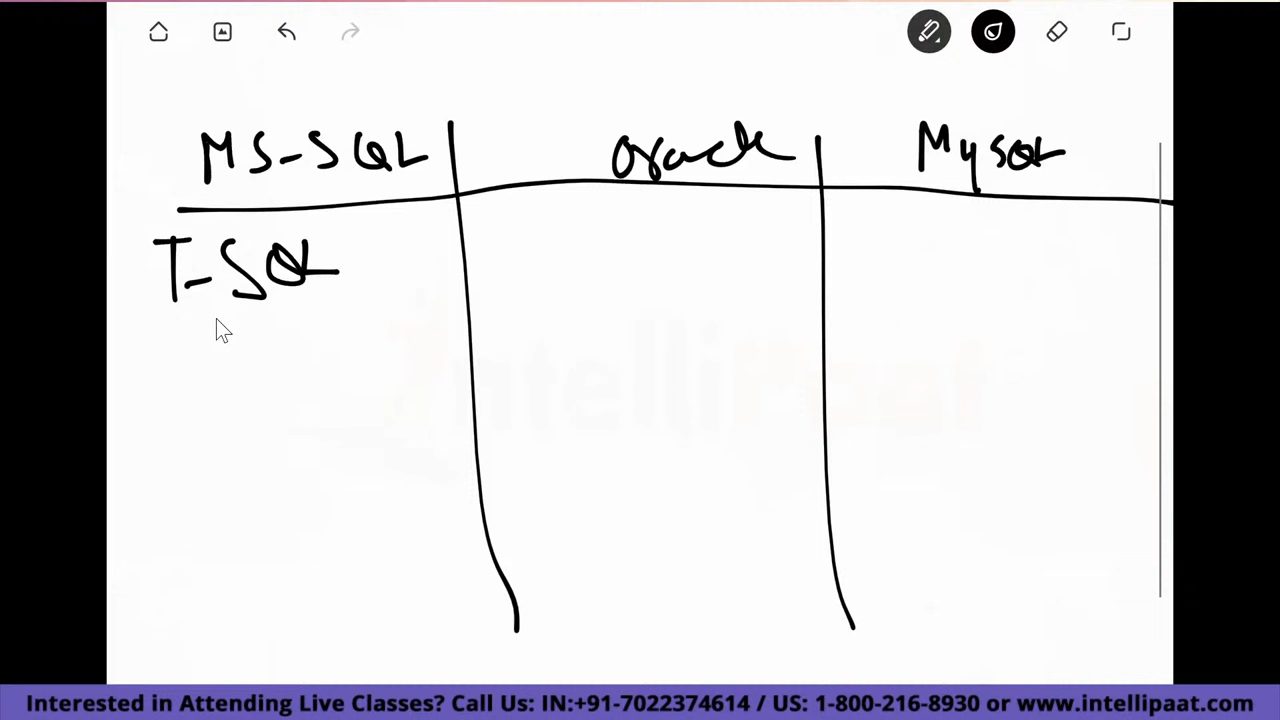 MS-SQL Oracle MySQL
T-SQL
Intellipaat
Interested in Attending Live Classes? Call Us: IN:+91-7022374614 / US: 1-800-216-8930 or www.intellipaat.com